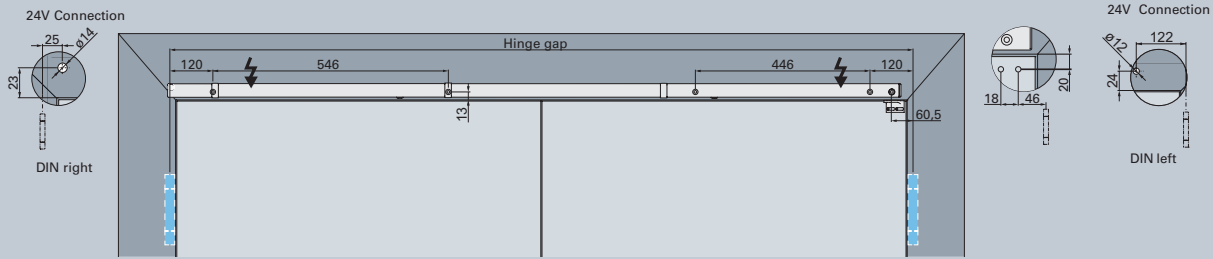 24V Connection
24V Connection
25
ø14
23
DIN right
Hinge gap
120
546
446
120
13
60,5
18
46
20
ø12
122
24
DIN left